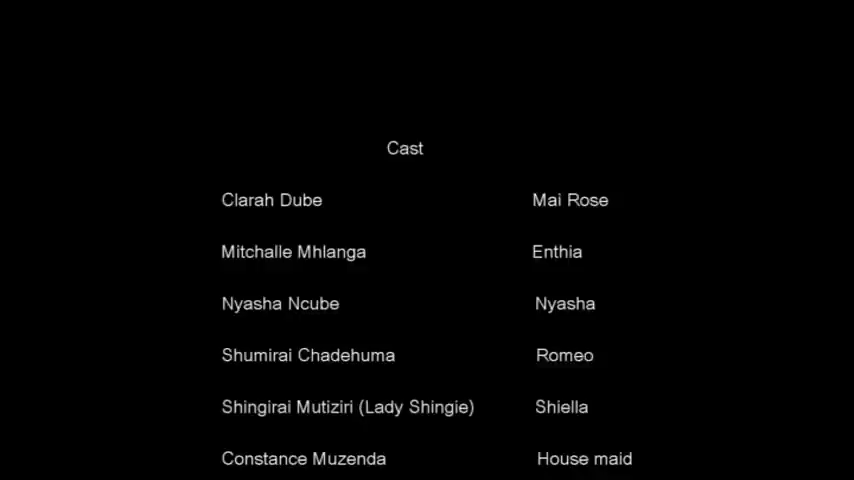 Cast
Clarah Dube Mai Rose
Mitchalle Mhlanga Enthia
Nyasha Ncube Nyasha
Shumirai Chadehuma Romeo
Shingirai Mutiziri (Lady Shingie) Shiella
Constance Muzenda House maid